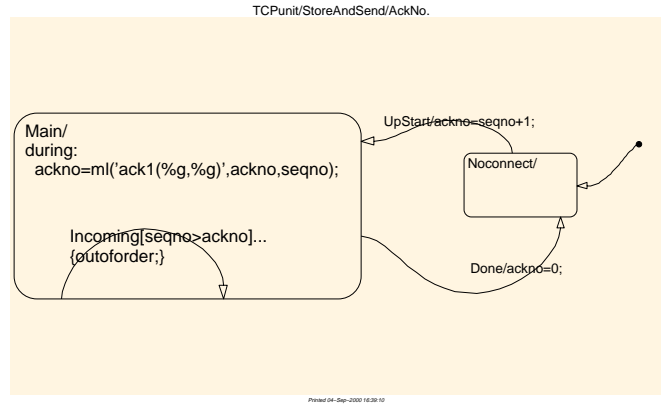 TCPunit/StoreAndSend/AckNo.
UpStart/ackno=seqno+1;
Main/
during:
ackno=ml('ack1(%g,%g)',ackno,seqno);
Noconnect/
Incoming[seqno>ackno]...
{outoforder;}
Done/ackno=0;
Printed 04-Sep-2000 16:39:10